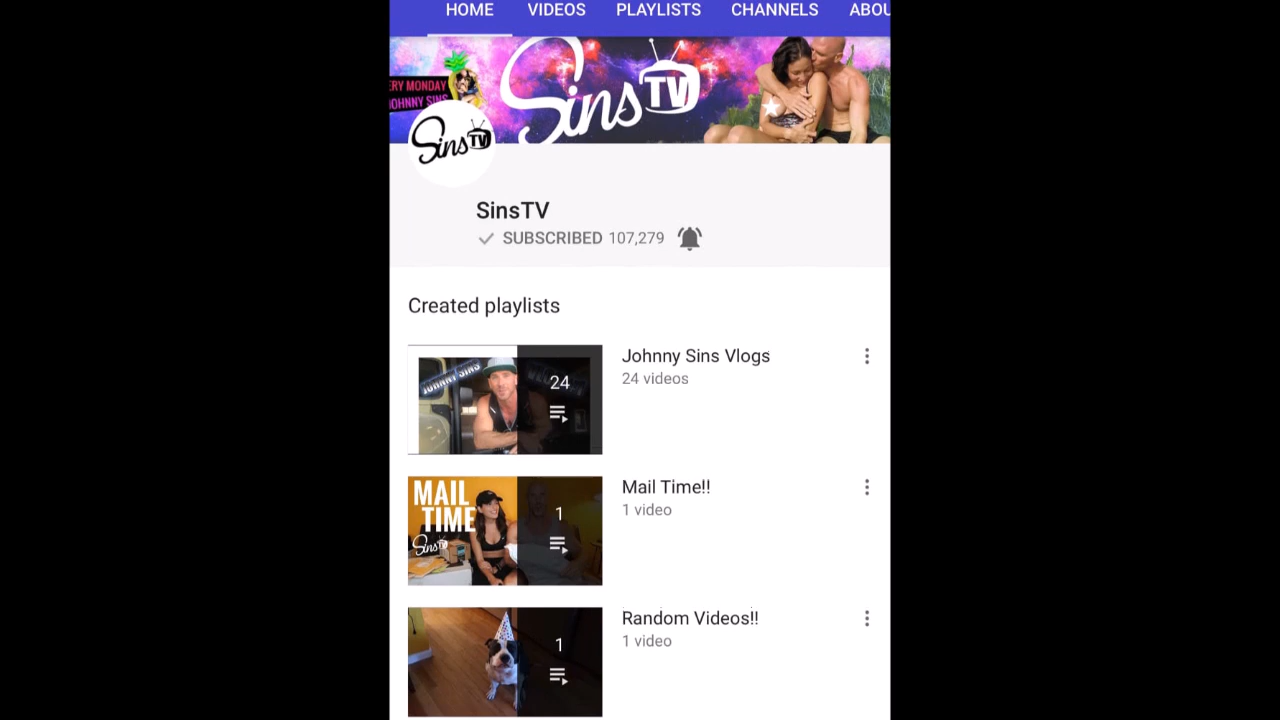 HOME VIDEOS PLAYLISTS CHANNELS ABOU
ERY MONDAY
JOHNNY SINS
Sins TV
Sins TV
SinsTV
SUBSCRIBED 107,279
Created playlists
JOHNNY SINS
24
Johnny Sins Vlogs
24 videos
MAIL
TIME
Sins TV
1
Mail Time!!
1 video
1
Random Videos!!
1 video